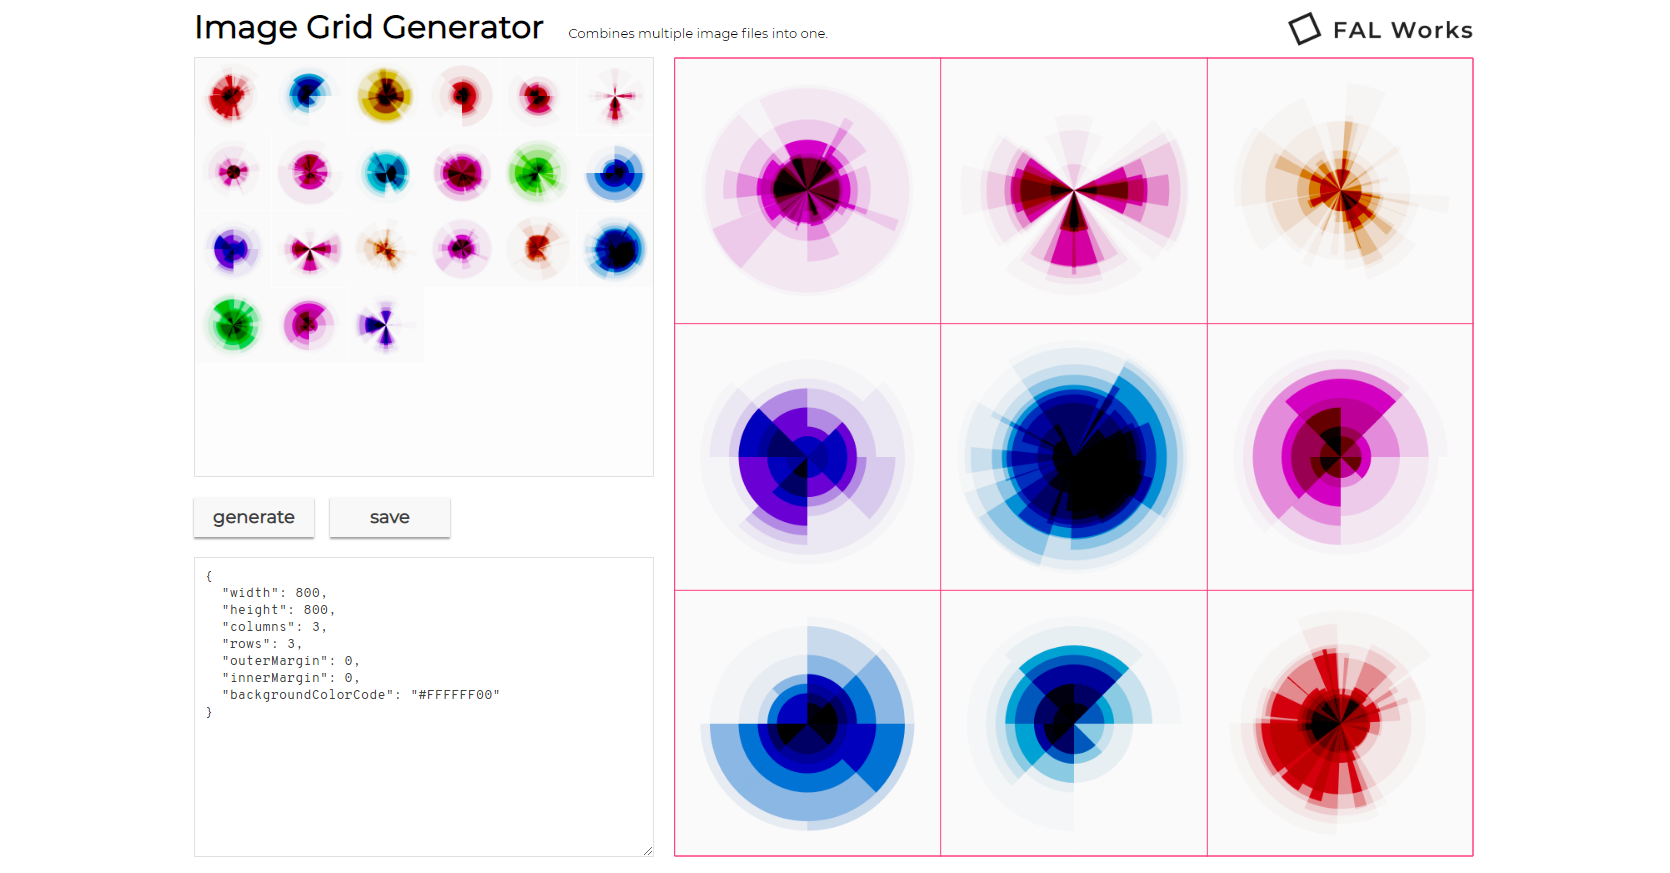 Image Grid Generator
Combines multiple image files into one.
FAL Works
generate
save
{
  "width": 800,
  "height": 800,
  "columns": 3,
  "rows": 3,
  "outerMargin": 0,
  "innerMargin": 0,
  "backgroundColorCode": "#FFFFFF00"
}